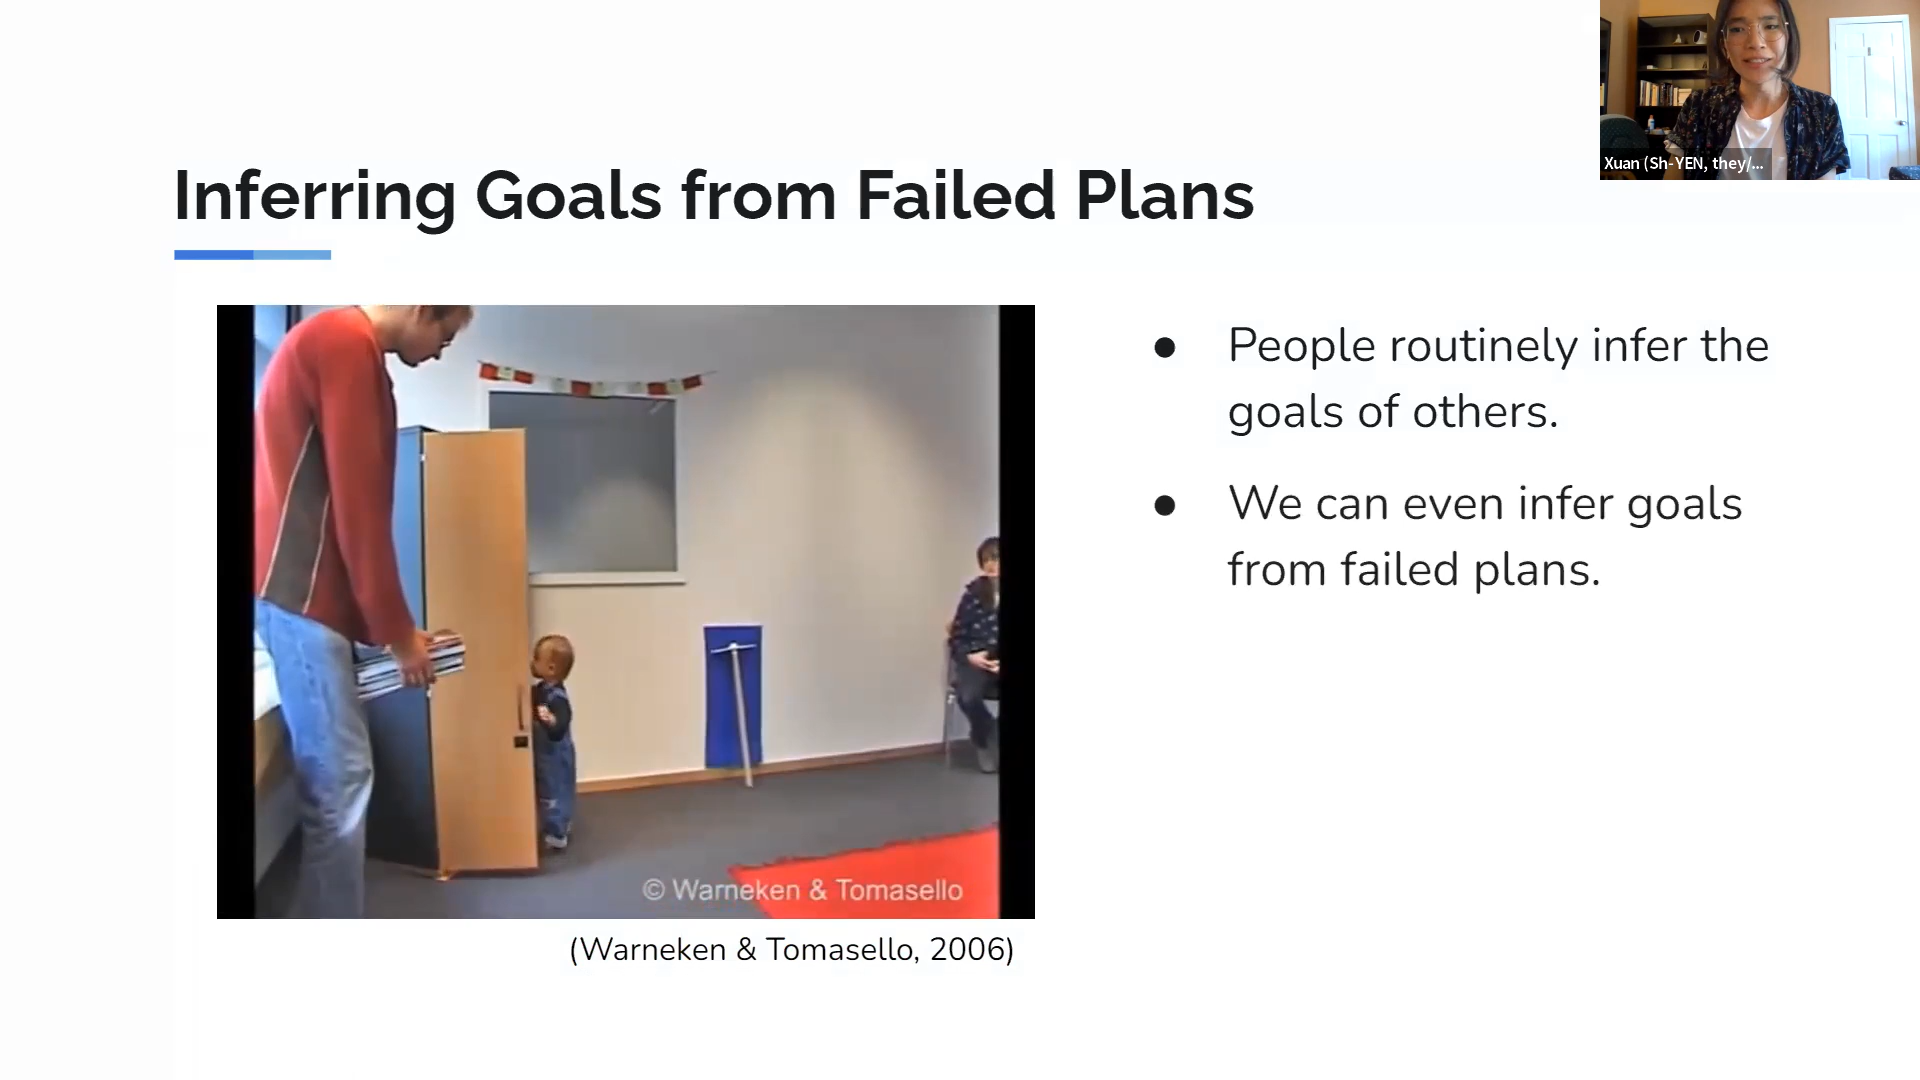 Xuan (Sh-YEN, they/...
Inferring Goals from Failed Plans
● People routinely infer the
goals of others.
● We can even infer goals
from failed plans.
© Warneken & Tomasello
(Warneken & Tomasello, 2006)